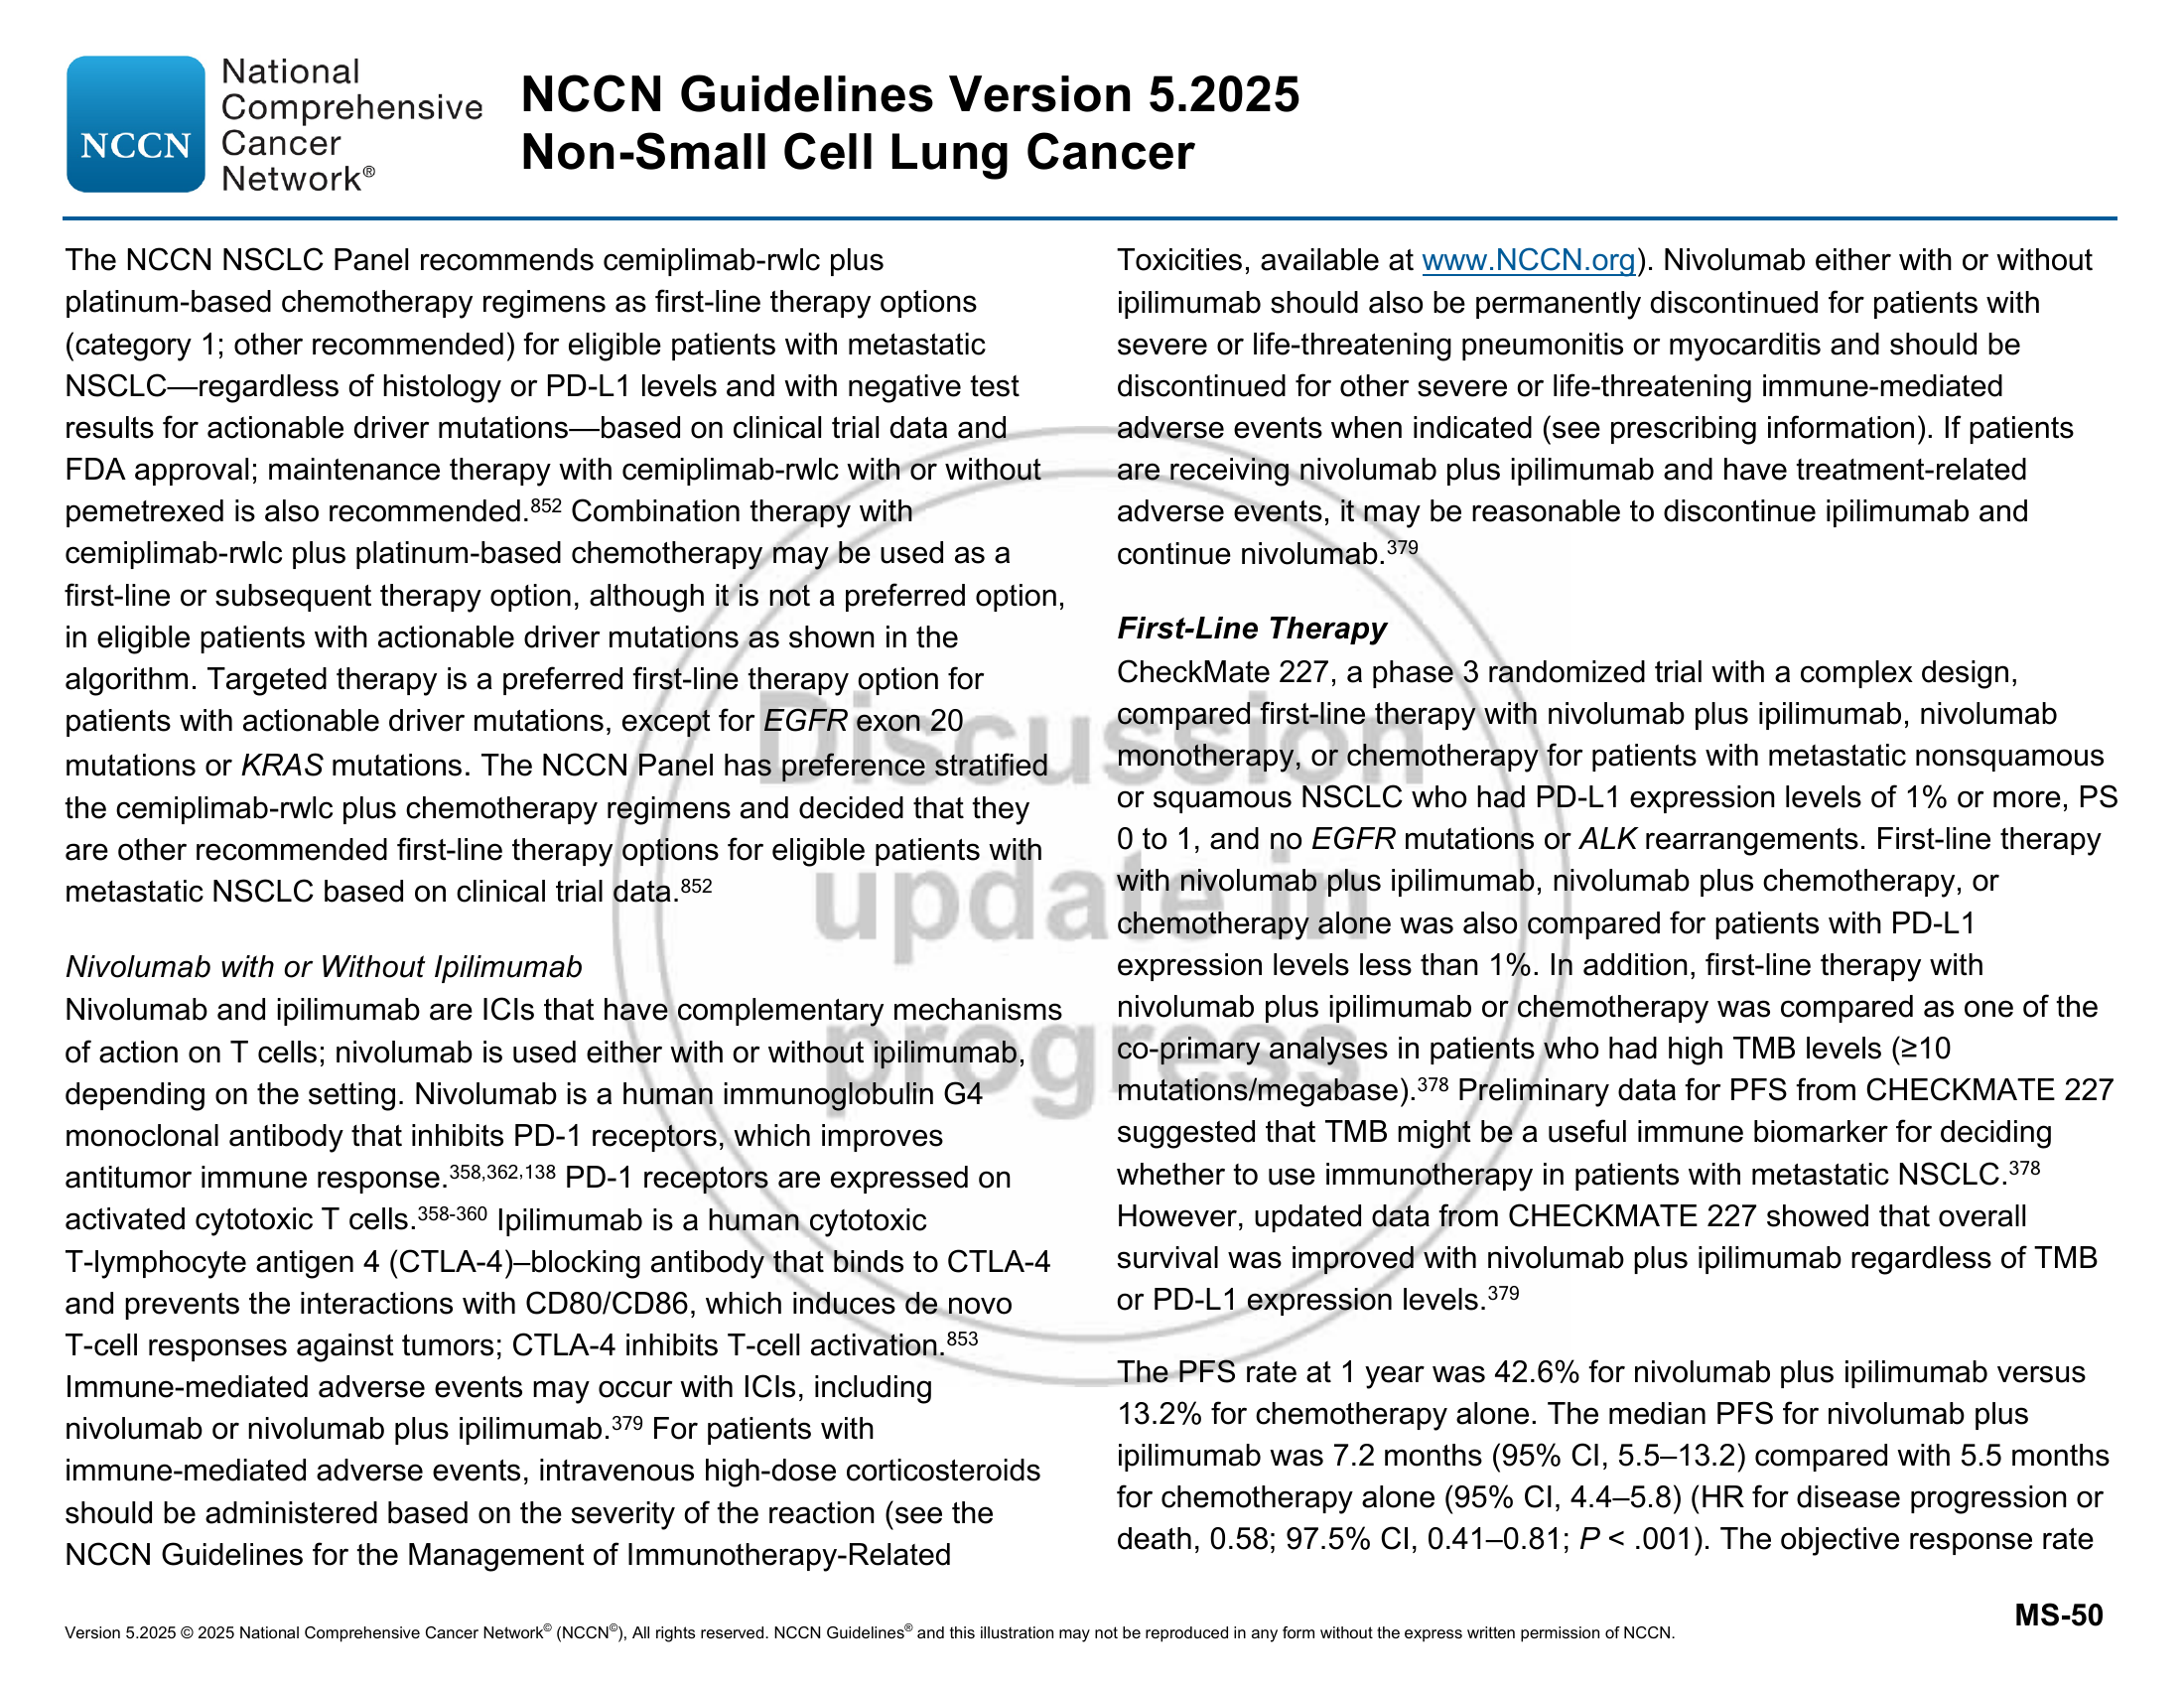 NCCN
National
Comprehensive
Cancer
Network®
NCCN Guidelines Version 5.2025
Non-Small Cell Lung Cancer
The NCCN NSCLC Panel recommends cemiplimab-rwlc plus
platinum-based chemotherapy regimens as first-line therapy options
(category 1; other recommended) for eligible patients with metastatic
NSCLC—regardless of histology or PD-L1 levels and with negative test
results for actionable driver mutations—based on clinical trial data and
FDA approval; maintenance therapy with cemiplimab-rwlc with or without
pemetrexed is also recommended.852 Combination therapy with
cemiplimab-rwlc plus platinum-based chemotherapy may be used as a
first-line or subsequent therapy option, although it is not a preferred option,
in eligible patients with actionable driver mutations as shown in the
algorithm. Targeted therapy is a preferred first-line therapy option for
patients with actionable driver mutations, except for EGFR exon 20
mutations or KRAS mutations. The NCCN Panel has preference stratified
the cemiplimab-rwlc plus chemotherapy regimens and decided that they
are other recommended first-line therapy options for eligible patients with
metastatic NSCLC based on clinical trial data.852
Nivolumab with or Without Ipilimumab
Nivolumab and ipilimumab are ICIs that have complementary mechanisms
of action on T cells; nivolumab is used either with or without ipilimumab,
depending on the setting. Nivolumab is a human immunoglobulin G4
monoclonal antibody that inhibits PD-1 receptors, which improves
antitumor immune response.358,362,138 PD-1 receptors are expressed on
activated cytotoxic T cells.358-360 Ipilimumab is a human cytotoxic
T-lymphocyte antigen 4 (CTLA-4)–blocking antibody that binds to CTLA-4
and prevents the interactions with CD80/CD86, which induces de novo
T-cell responses against tumors; CTLA-4 inhibits T-cell activation.853
Immune-mediated adverse events may occur with ICIs, including
nivolumab or nivolumab plus ipilimumab.379 For patients with
immune-mediated adverse events, intravenous high-dose corticosteroids
should be administered based on the severity of the reaction (see the
NCCN Guidelines for the Management of Immunotherapy-Related
Toxicities, available at www.NCCN.org). Nivolumab either with or without
ipilimumab should also be permanently discontinued for patients with
severe or life-threatening pneumonitis or myocarditis and should be
discontinued for other severe or life-threatening immune-mediated
adverse events when indicated (see prescribing information). If patients
are receiving nivolumab plus ipilimumab and have treatment-related
adverse events, it may be reasonable to discontinue ipilimumab and
continue nivolumab.379
First-Line Therapy
CheckMate 227, a phase 3 randomized trial with a complex design,
compared first-line therapy with nivolumab plus ipilimumab, nivolumab
monotherapy, or chemotherapy for patients with metastatic nonsquamous
or squamous NSCLC who had PD-L1 expression levels of 1% or more, PS
0 to 1, and no EGFR mutations or ALK rearrangements. First-line therapy
with nivolumab plus ipilimumab, nivolumab plus chemotherapy, or
chemotherapy alone was also compared for patients with PD-L1
expression levels less than 1%. In addition, first-line therapy with
nivolumab plus ipilimumab or chemotherapy was compared as one of the
co-primary analyses in patients who had high TMB levels (≥10
mutations/megabase).378 Preliminary data for PFS from CHECKMATE 227
suggested that TMB might be a useful immune biomarker for deciding
whether to use immunotherapy in patients with metastatic NSCLC.378
However, updated data from CHECKMATE 227 showed that overall
survival was improved with nivolumab plus ipilimumab regardless of TMB
or PD-L1 expression levels.379
The PFS rate at 1 year was 42.6% for nivolumab plus ipilimumab versus
13.2% for chemotherapy alone. The median PFS for nivolumab plus
ipilimumab was 7.2 months (95% CI, 5.5–13.2) compared with 5.5 months
for chemotherapy alone (95% CI, 4.4–5.8) (HR for disease progression or
death, 0.58; 97.5% CI, 0.41–0.81; P < .001). The objective response rate
Discussion
update in
progress
MS-50
Version 5.2025 © 2025 National Comprehensive Cancer Network© (NCCN©), All rights reserved. NCCN Guidelines® and this illustration may not be reproduced in any form without the express written permission of NCCN.